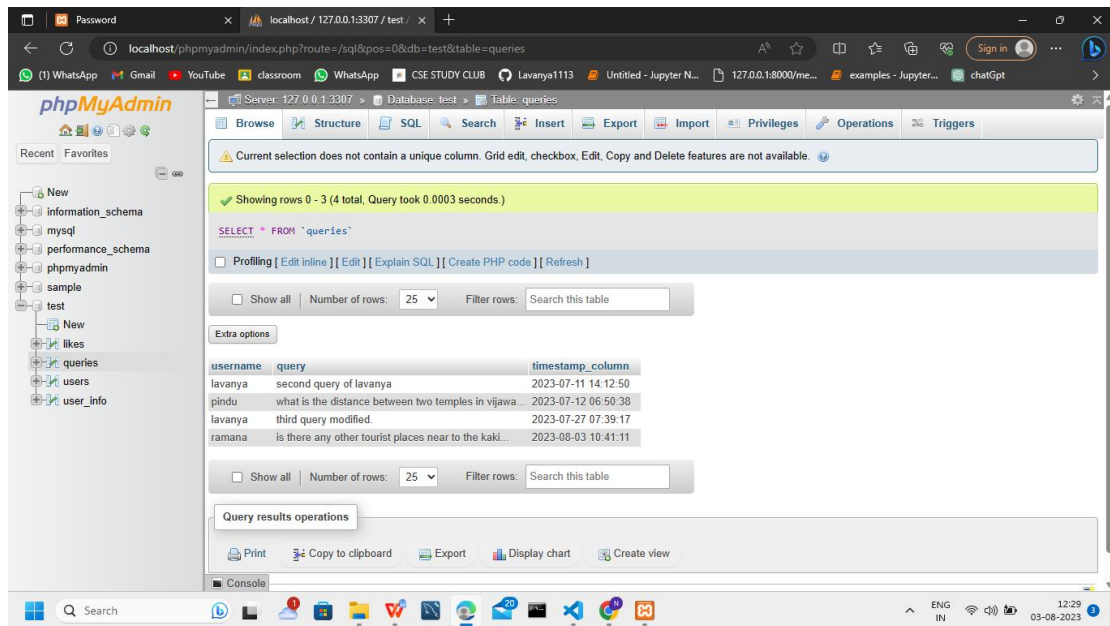 Password
localhost / 127.0.0.1:3307 / test /
localhost/phpmyadmin/index.php?route=/sql&pos=0&db=test&table=queries
Sign in
(1) WhatsApp
Gmail
YouTube
classroom
WhatsApp
CSE STUDY CLUB
Lavanya1113
Untitled - Jupyter N...
127.0.0.1:8000/me...
examples - Jupyter...
chatGpt
phpMyAdmin
Recent Favorites
New
information_schema
mysql
performance_schema
phpmyadmin
sample
test
New
likes
queries
users
user_info
Server: 127.0.0.1:3307 » Database: test » Table: queries
Browse Structure SQL Search Insert Export Import Privileges Operations Triggers
Current selection does not contain a unique column. Grid edit, checkbox, Edit, Copy and Delete features are not available.
Showing rows 0 - 3 (4 total, Query took 0.0003 seconds.)
SELECT * FROM `queries`
Profiling [ Edit inline ] [ Edit ] [ Explain SQL ] [ Create PHP code ] [ Refresh ]
Show all | Number of rows: 25 Filter rows: Search this table
Extra options
username query timestamp_column
lavanya second query of lavanya 2023-07-11 14:12:50
pindu what is the distance between two temples in vijawa... 2023-07-12 06:50:38
lavanya third query modified. 2023-07-27 07:39:17
ramana is there any other tourist places near to the kaki... 2023-08-03 10:41:11
Show all | Number of rows: 25 Filter rows: Search this table
Query results operations
Print Copy to clipboard Export Display chart Create view
Console
Search
1
20
N
ENG
IN
12:29
03-08-2023
3